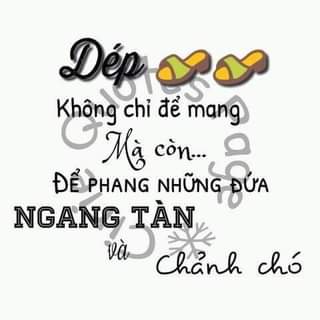 Dép
Không chỉ để mang
Mà còn...
ĐỂ PHANG NHỮNG ĐỨA
NGANG TÀN
và
Chảnh chó